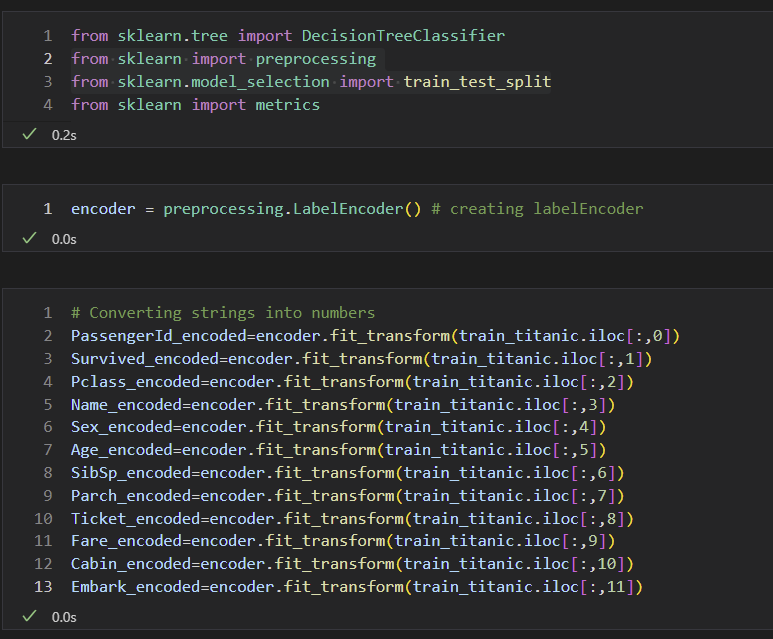 1 from sklearn.tree import DecisionTreeClassifier
2 from sklearn import preprocessing
3 from sklearn.model_selection import train_test_split
4 from sklearn import metrics
✓ 0.2s
1 encoder = preprocessing.LabelEncoder() # creating labelEncoder
✓ 0.0s
1 # Converting strings into numbers
2 PassengerId_encoded=encoder.fit_transform(train_titanic.iloc[:,0])
3 Survived_encoded=encoder.fit_transform(train_titanic.iloc[:,1])
4 Pclass_encoded=encoder.fit_transform(train_titanic.iloc[:,2])
5 Name_encoded=encoder.fit_transform(train_titanic.iloc[:,3])
6 Sex_encoded=encoder.fit_transform(train_titanic.iloc[:,4])
7 Age_encoded=encoder.fit_transform(train_titanic.iloc[:,5])
8 SibSp_encoded=encoder.fit_transform(train_titanic.iloc[:,6])
9 Parch_encoded=encoder.fit_transform(train_titanic.iloc[:,7])
10 Ticket_encoded=encoder.fit_transform(train_titanic.iloc[:,8])
11 Fare_encoded=encoder.fit_transform(train_titanic.iloc[:,9])
12 Cabin_encoded=encoder.fit_transform(train_titanic.iloc[:,10])
13 Embark_encoded=encoder.fit_transform(train_titanic.iloc[:,11])
✓ 0.0s